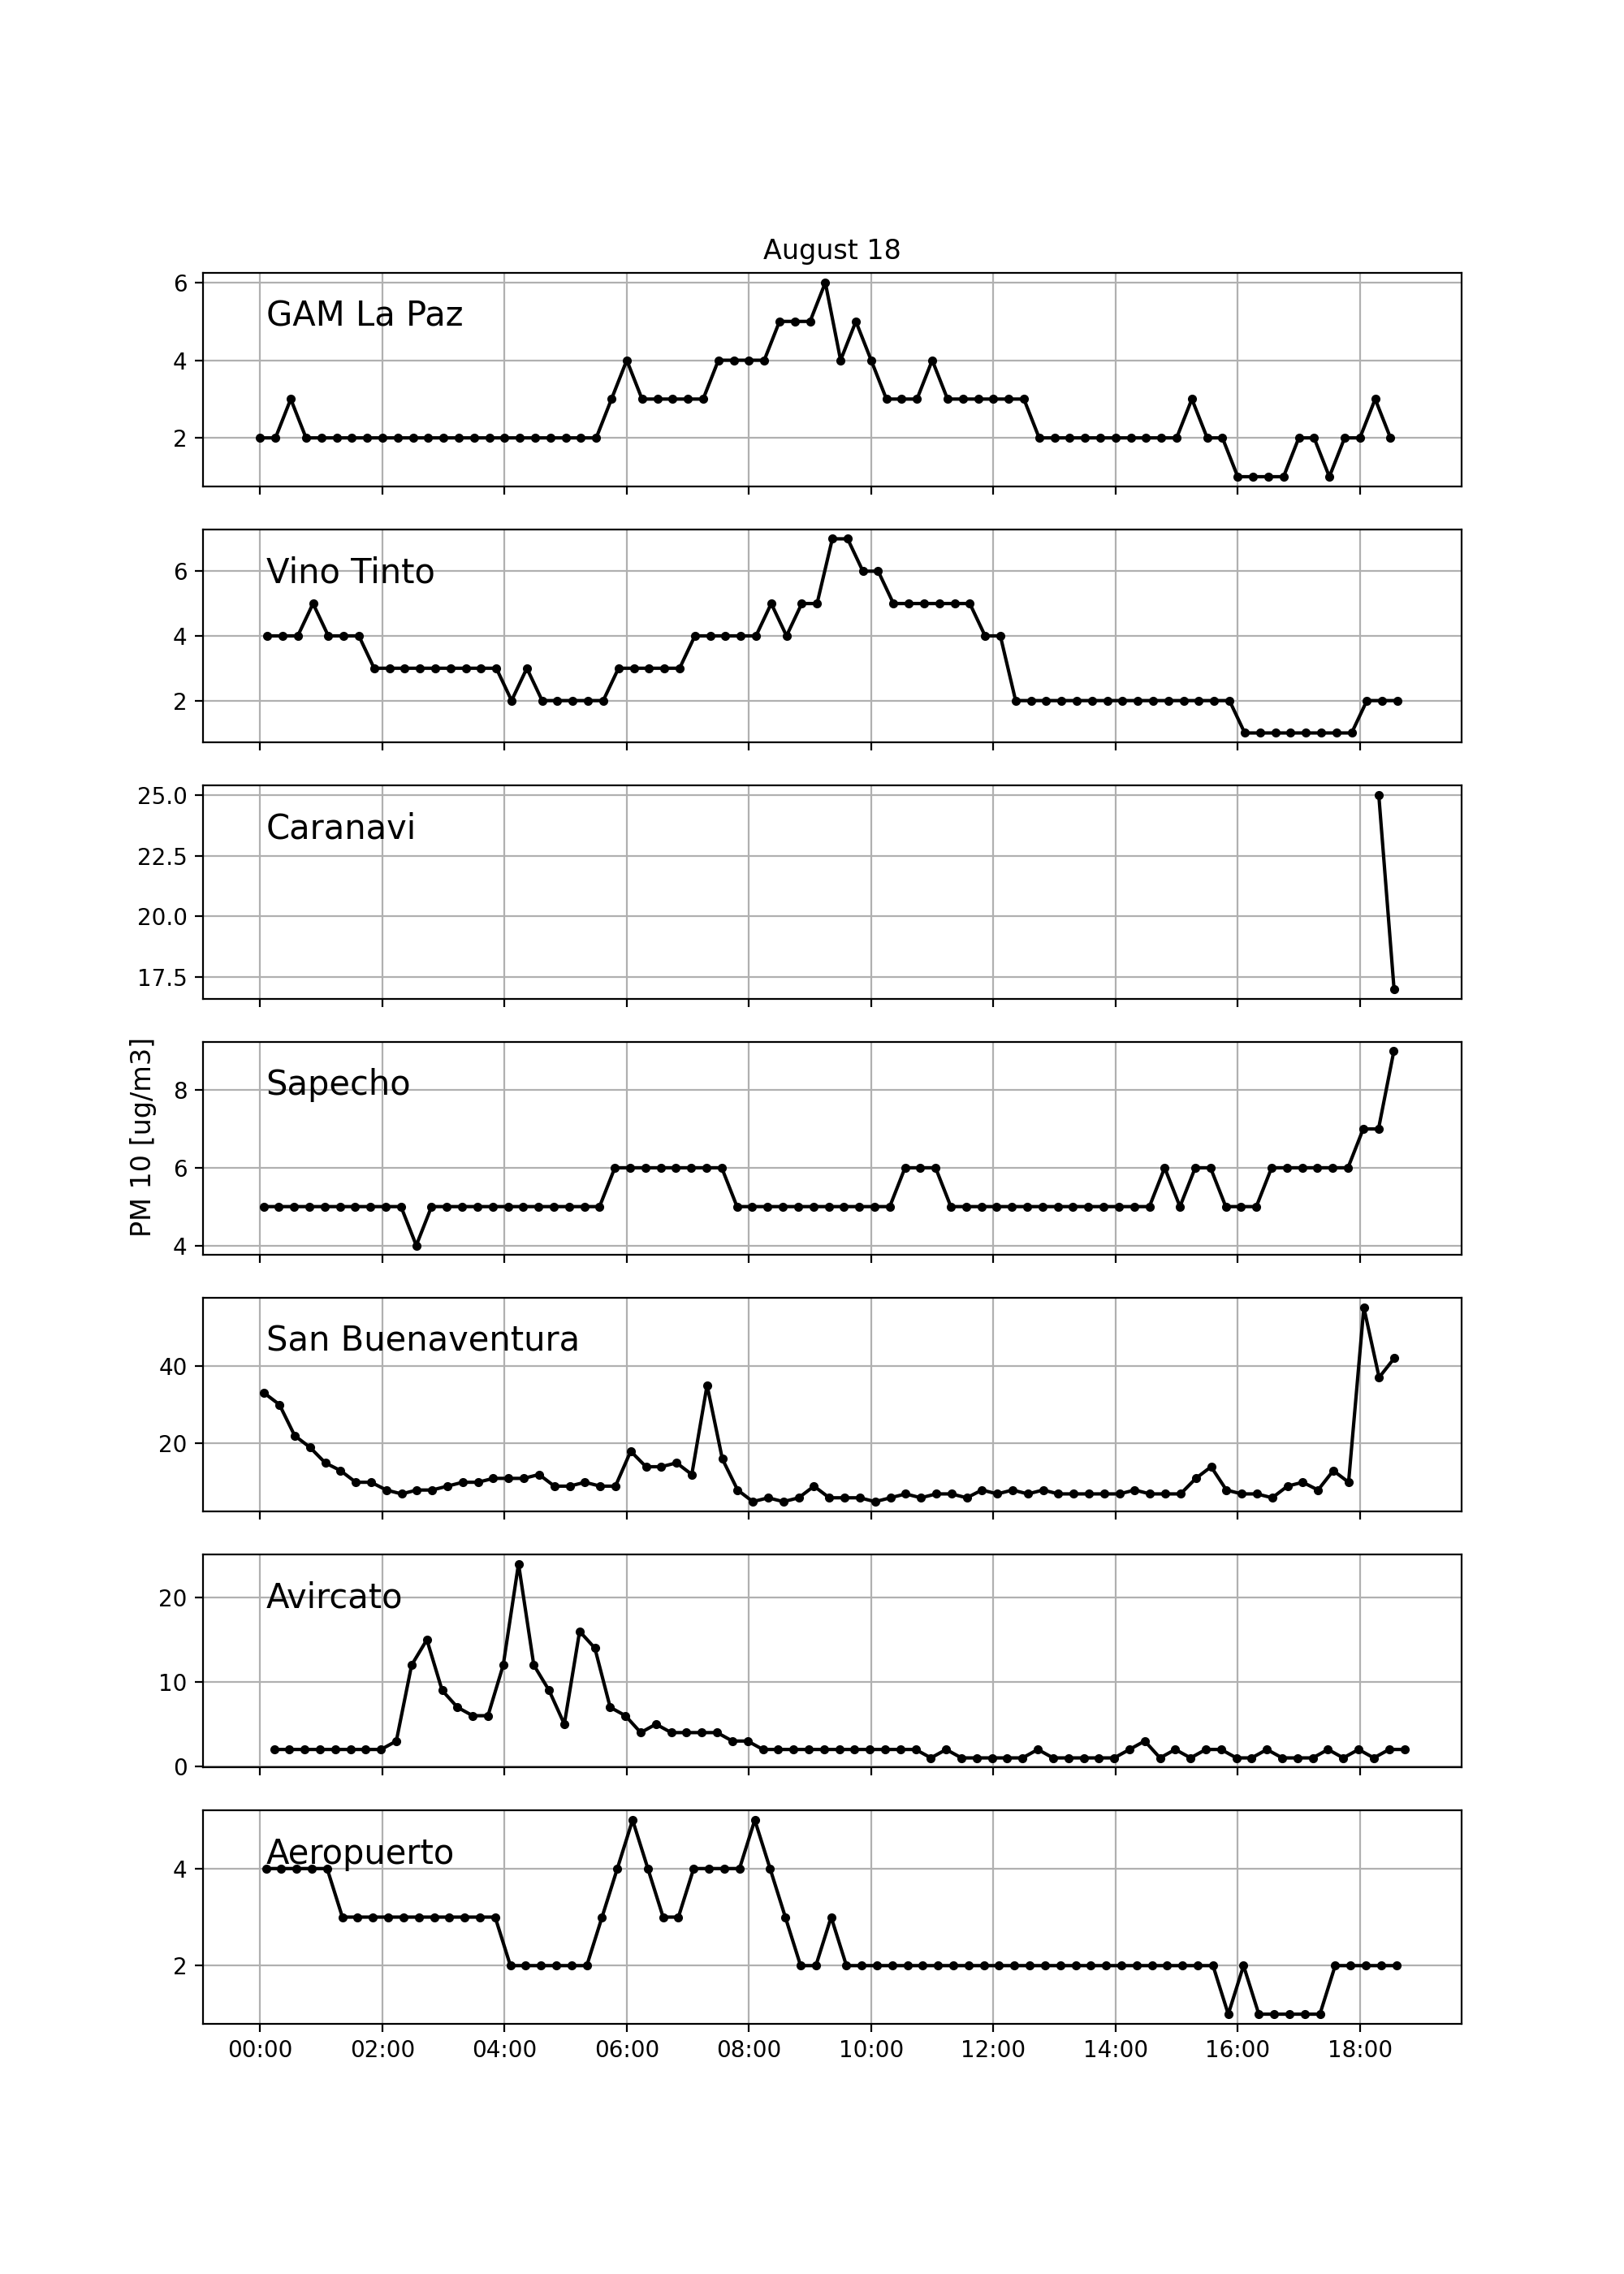 August 18
GAM La Paz
6
4
2
Vino Tinto
6
4
2
Caranavi
25.0
22.5
20.0
17.5
PM 10 [ug/m3]
Sapecho
8
6
4
San Buenaventura
40
20
Avircato
20
10
0
Aeropuerto
4
2
00:00 02:00 04:00 06:00 08:00 10:00 12:00 14:00 16:00 18:00